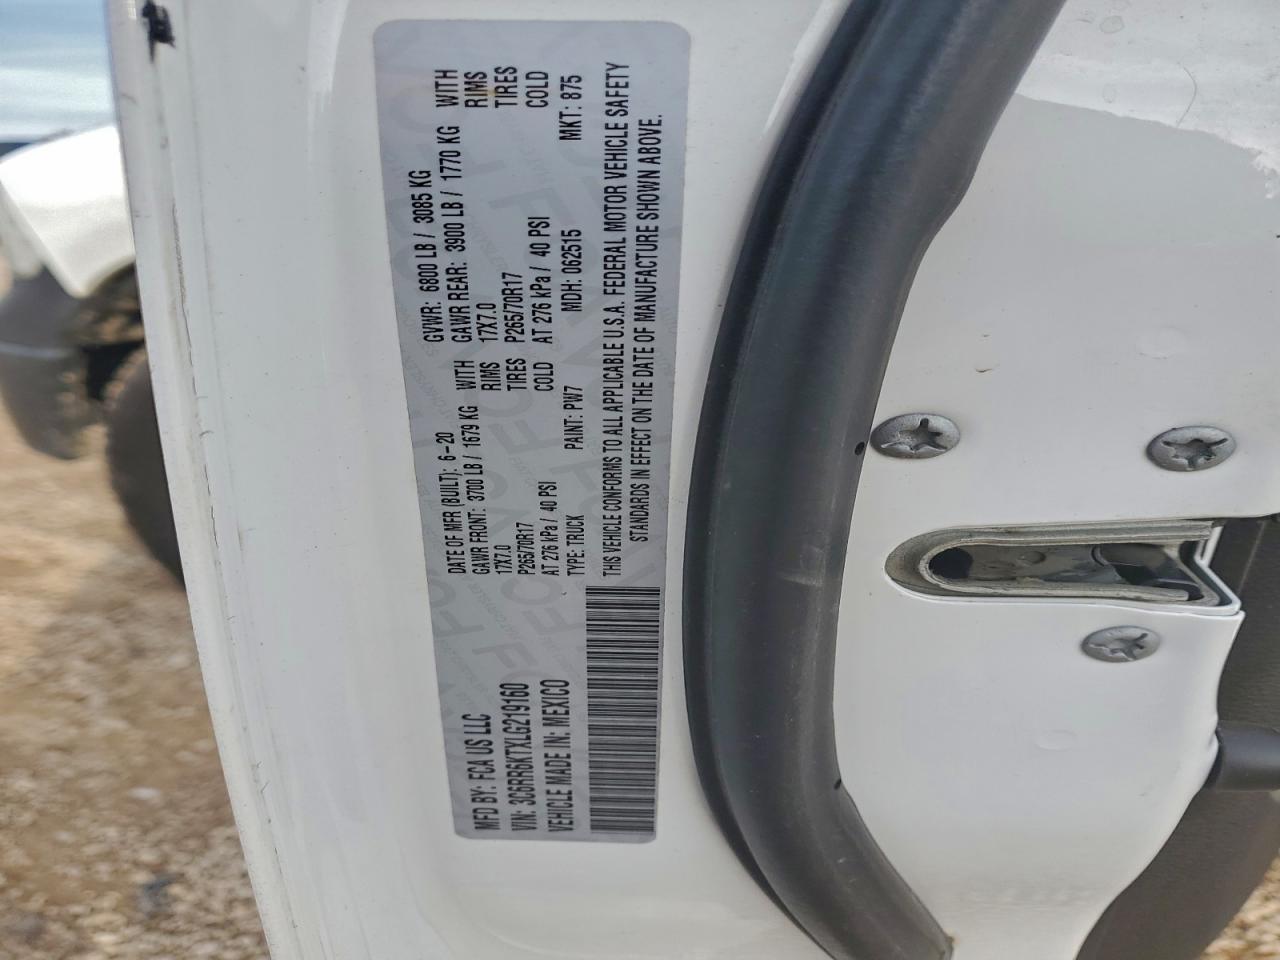 MFD BY: FCA US LLC
DATE OF MFR (BUILT): 6-20
GVWR: 6800 LB / 3085 KG
GAWR FRONT: 3700 LB / 1679 KG WITH
GAWR REAR: 3900 LB / 1770 KG WITH
17X7.0 RIMS
17X7.0 RIMS
P265/70R17 TIRES
P265/70R17 TIRES
AT 276 kPa / 40 PSI COLD
AT 276 kPa / 40 PSI COLD
VIN: 3C6RR6KTXLG219160
TYPE: TRUCK
PAINT: PW7
MDH: 062515
MKT: 875
VEHICLE MADE IN: MEXICO
THIS VEHICLE CONFORMS TO ALL APPLICABLE U.S.A. FEDERAL MOTOR VEHICLE SAFETY
STANDARDS IN EFFECT ON THE DATE OF MANUFACTURE SHOWN ABOVE.